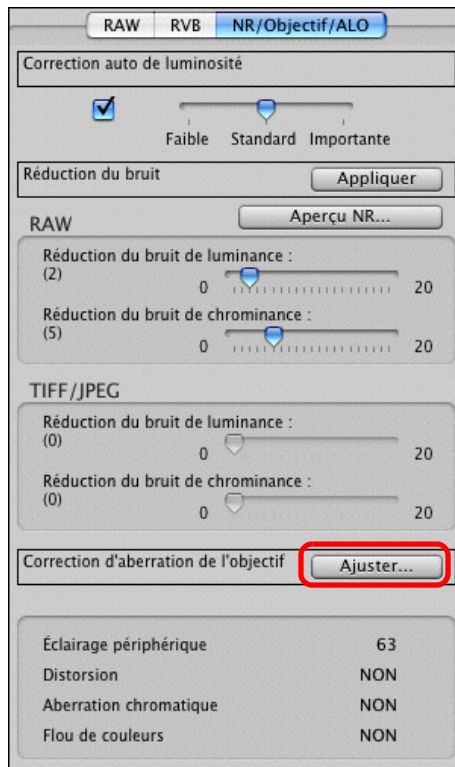 RAW RVB NR/Objectif/ALO
Correction auto de luminosité
Faible Standard Importante
Réduction du bruit Appliquer
RAW Aperçu NR...
Réduction du bruit de luminance :
(2)
0 20
Réduction du bruit de chrominance :
(5)
0 20
TIFF/JPEG
Réduction du bruit de luminance :
(0)
0 20
Réduction du bruit de chrominance :
(0)
0 20
Correction d'aberration de l'objectif Ajuster...
Éclairage périphérique 63
Distorsion NON
Aberration chromatique NON
Flou de couleurs NON